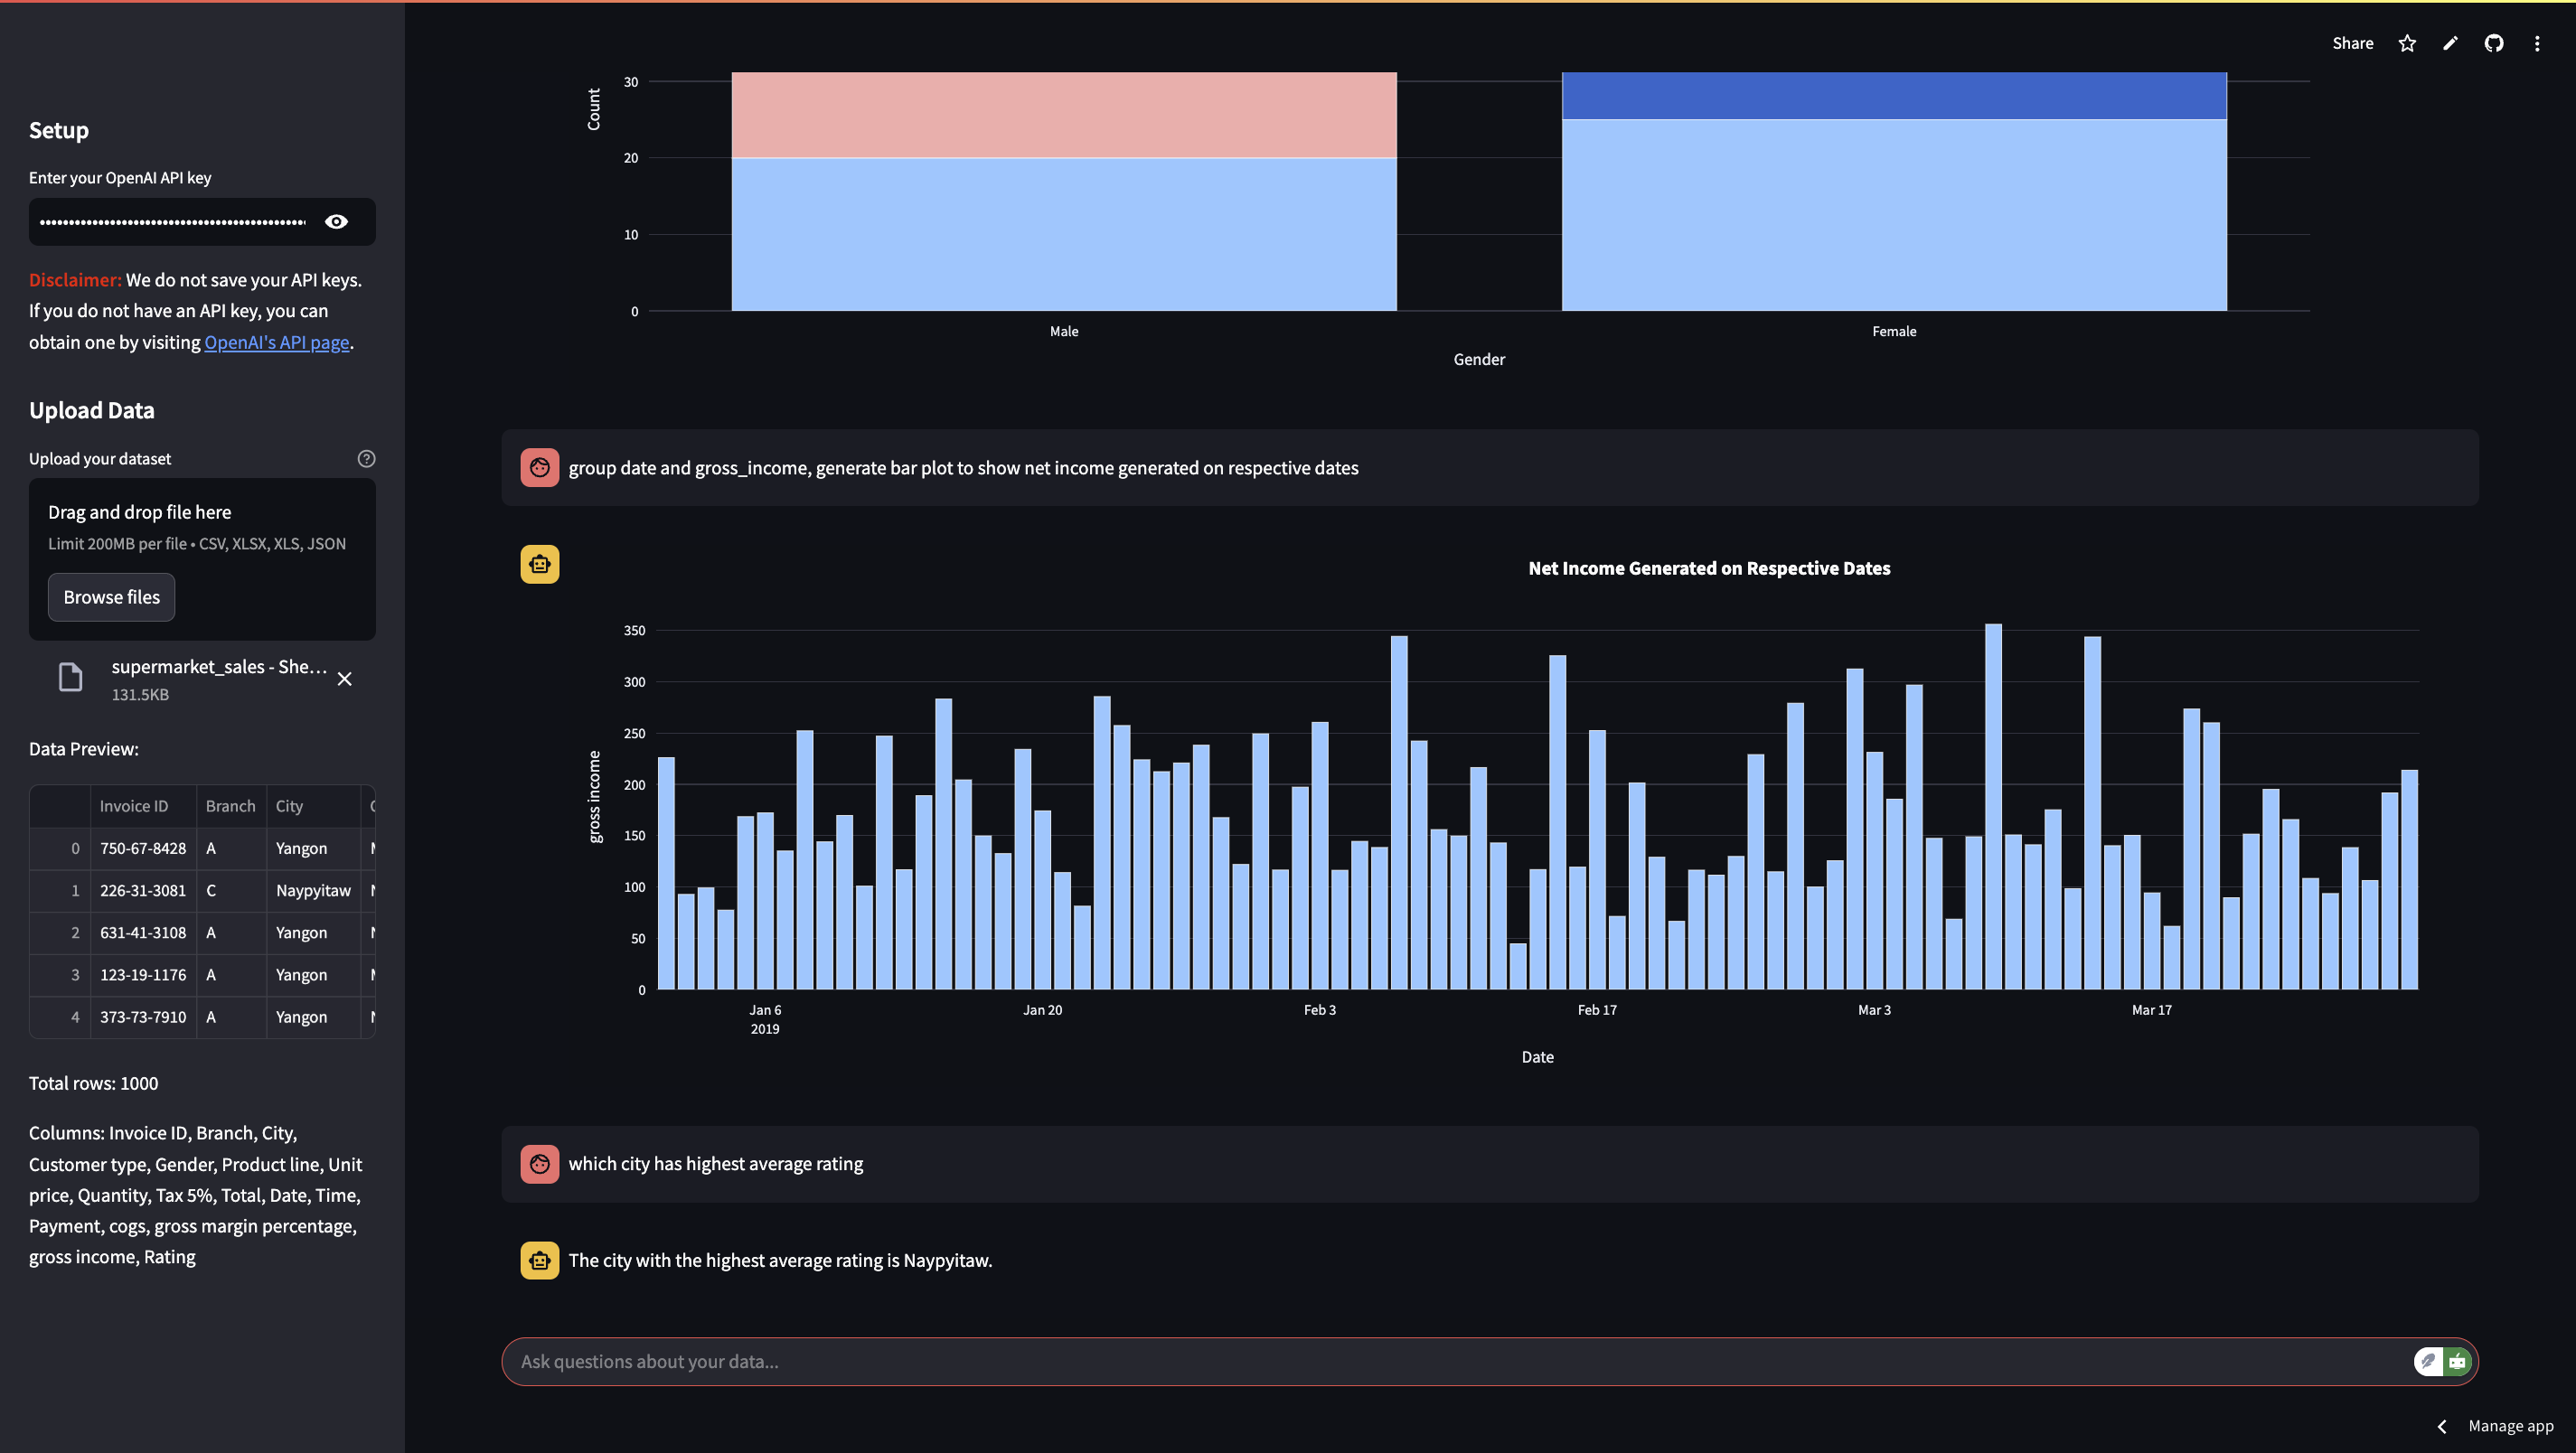 Share
Setup
Enter your OpenAI API key
Disclaimer: We do not save your API keys.
If you do not have an API key, you can
obtain one by visiting OpenAI's API page.
Upload Data
Upload your dataset
Drag and drop file here
Limit 200MB per file • CSV, XLSX, XLS, JSON
Browse files
supermarket_sales - She...
131.5KB
Data Preview:
Invoice ID Branch City
0 750-67-8428 A Yangon
1 226-31-3081 C Naypyitaw
2 631-41-3108 A Yangon
3 123-19-1176 A Yangon
4 373-73-7910 A Yangon
Total rows: 1000
Columns: Invoice ID, Branch, City,
Customer type, Gender, Product line, Unit
price, Quantity, Tax 5%, Total, Date, Time,
Payment, cogs, gross margin percentage,
gross income, Rating
Count
30
20
10
0
Male Female
Gender
group date and gross_income, generate bar plot to show net income generated on respective dates
Net Income Generated on Respective Dates
gross income
350
300
250
200
150
100
50
0
Jan 6 Jan 20 Feb 3 Feb 17 Mar 3 Mar 17
2019
Date
which city has highest average rating
The city with the highest average rating is Naypyitaw.
Ask questions about your data...
Manage app